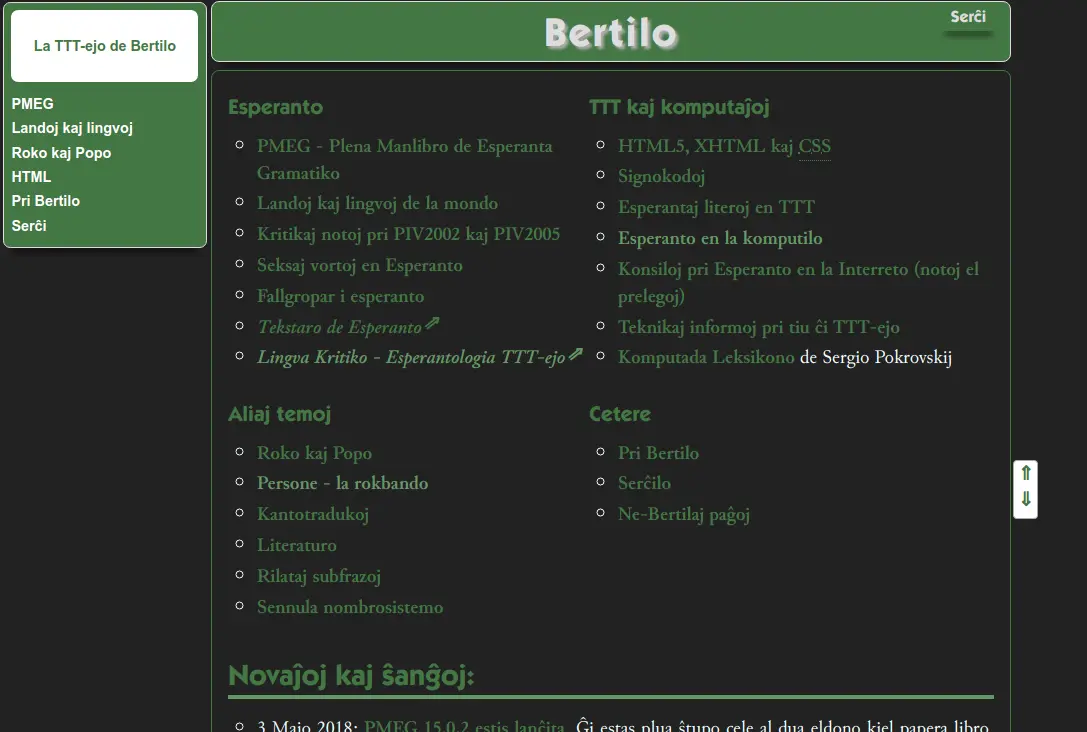 La TTT-ejo de Bertilo
PMEG
Landoj kaj lingvoj
Roko kaj Popo
HTML
Pri Bertilo
Serĉi
Bertilo
Serĉi
Esperanto
PMEG - Plena Manlibro de Esperanta
Gramatiko
Landoj kaj lingvoj de la mondo
Kritikaj notoj pri PIV2002 kaj PIV2005
Seksaj vortoj en Esperanto
Fallgropar i esperanto
Tekstaro de Esperanto⇗
Lingva Kritiko - Esperantologia TTT-ejo⇗
TTT kaj komputaĵoj
HTML5, XHTML kaj CSS
Signokodoj
Esperantaj literoj en TTT
Esperanto en la komputilo
Konsiloj pri Esperanto en la Interreto (notoj el
prelegoj)
Teknikaj informoj pri tiu ĉi TTT-ejo
Komputada Leksikono de Sergio Pokrovskij
Aliaj temoj
Roko kaj Popo
Persone - la rokbando
Kantotradukoj
Literaturo
Rilataj subfrazoj
Sennula nombrosistemo
Cetere
Pri Bertilo
Serĉilo
Ne-Bertilaj paĝoj
⇑
⇓
Novaĵoj kaj ŝanĝoj:
3 Majo 2018: PMEG 15.0.2 estis lanĉita. Ĝi estas plua ŝtupo cele al dua eldono kiel papera libro